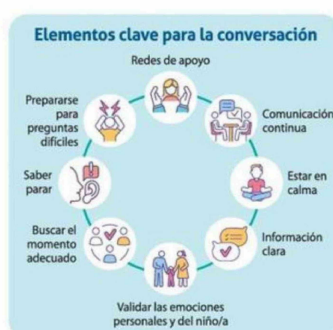 Elementos clave para la conversación
Redes de apoyo
Comunicación
continua
Estar en
calma
Información
clara
Validar las emociones
personales y del niño/a
Buscar el
momento
adecuado
Saber
parar
Prepararse
para
preguntas
difíciles